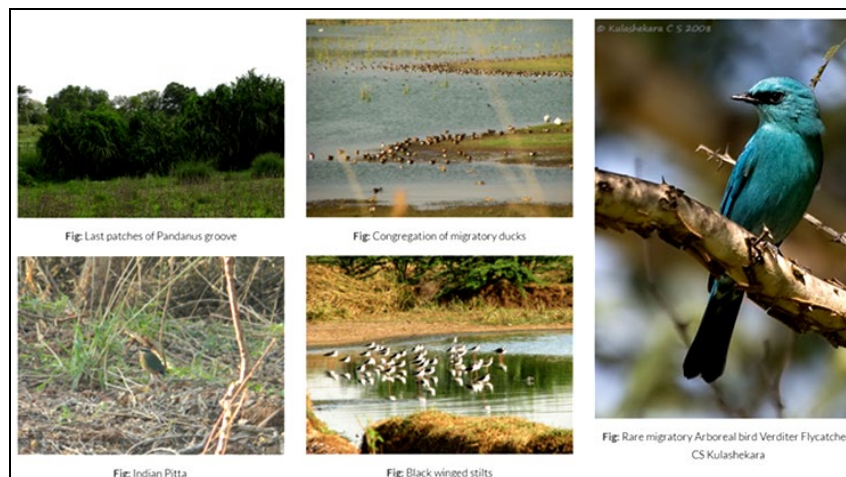 © Kulashekara C S 2008
Fig: Last patches of Pandanus groove
Fig: Congregation of migratory ducks
Fig: Indian Pitta
Fig: Black winged stilts
Fig: Rare migratory Arboreal bird Verditer Flycatche
CS Kulashekara